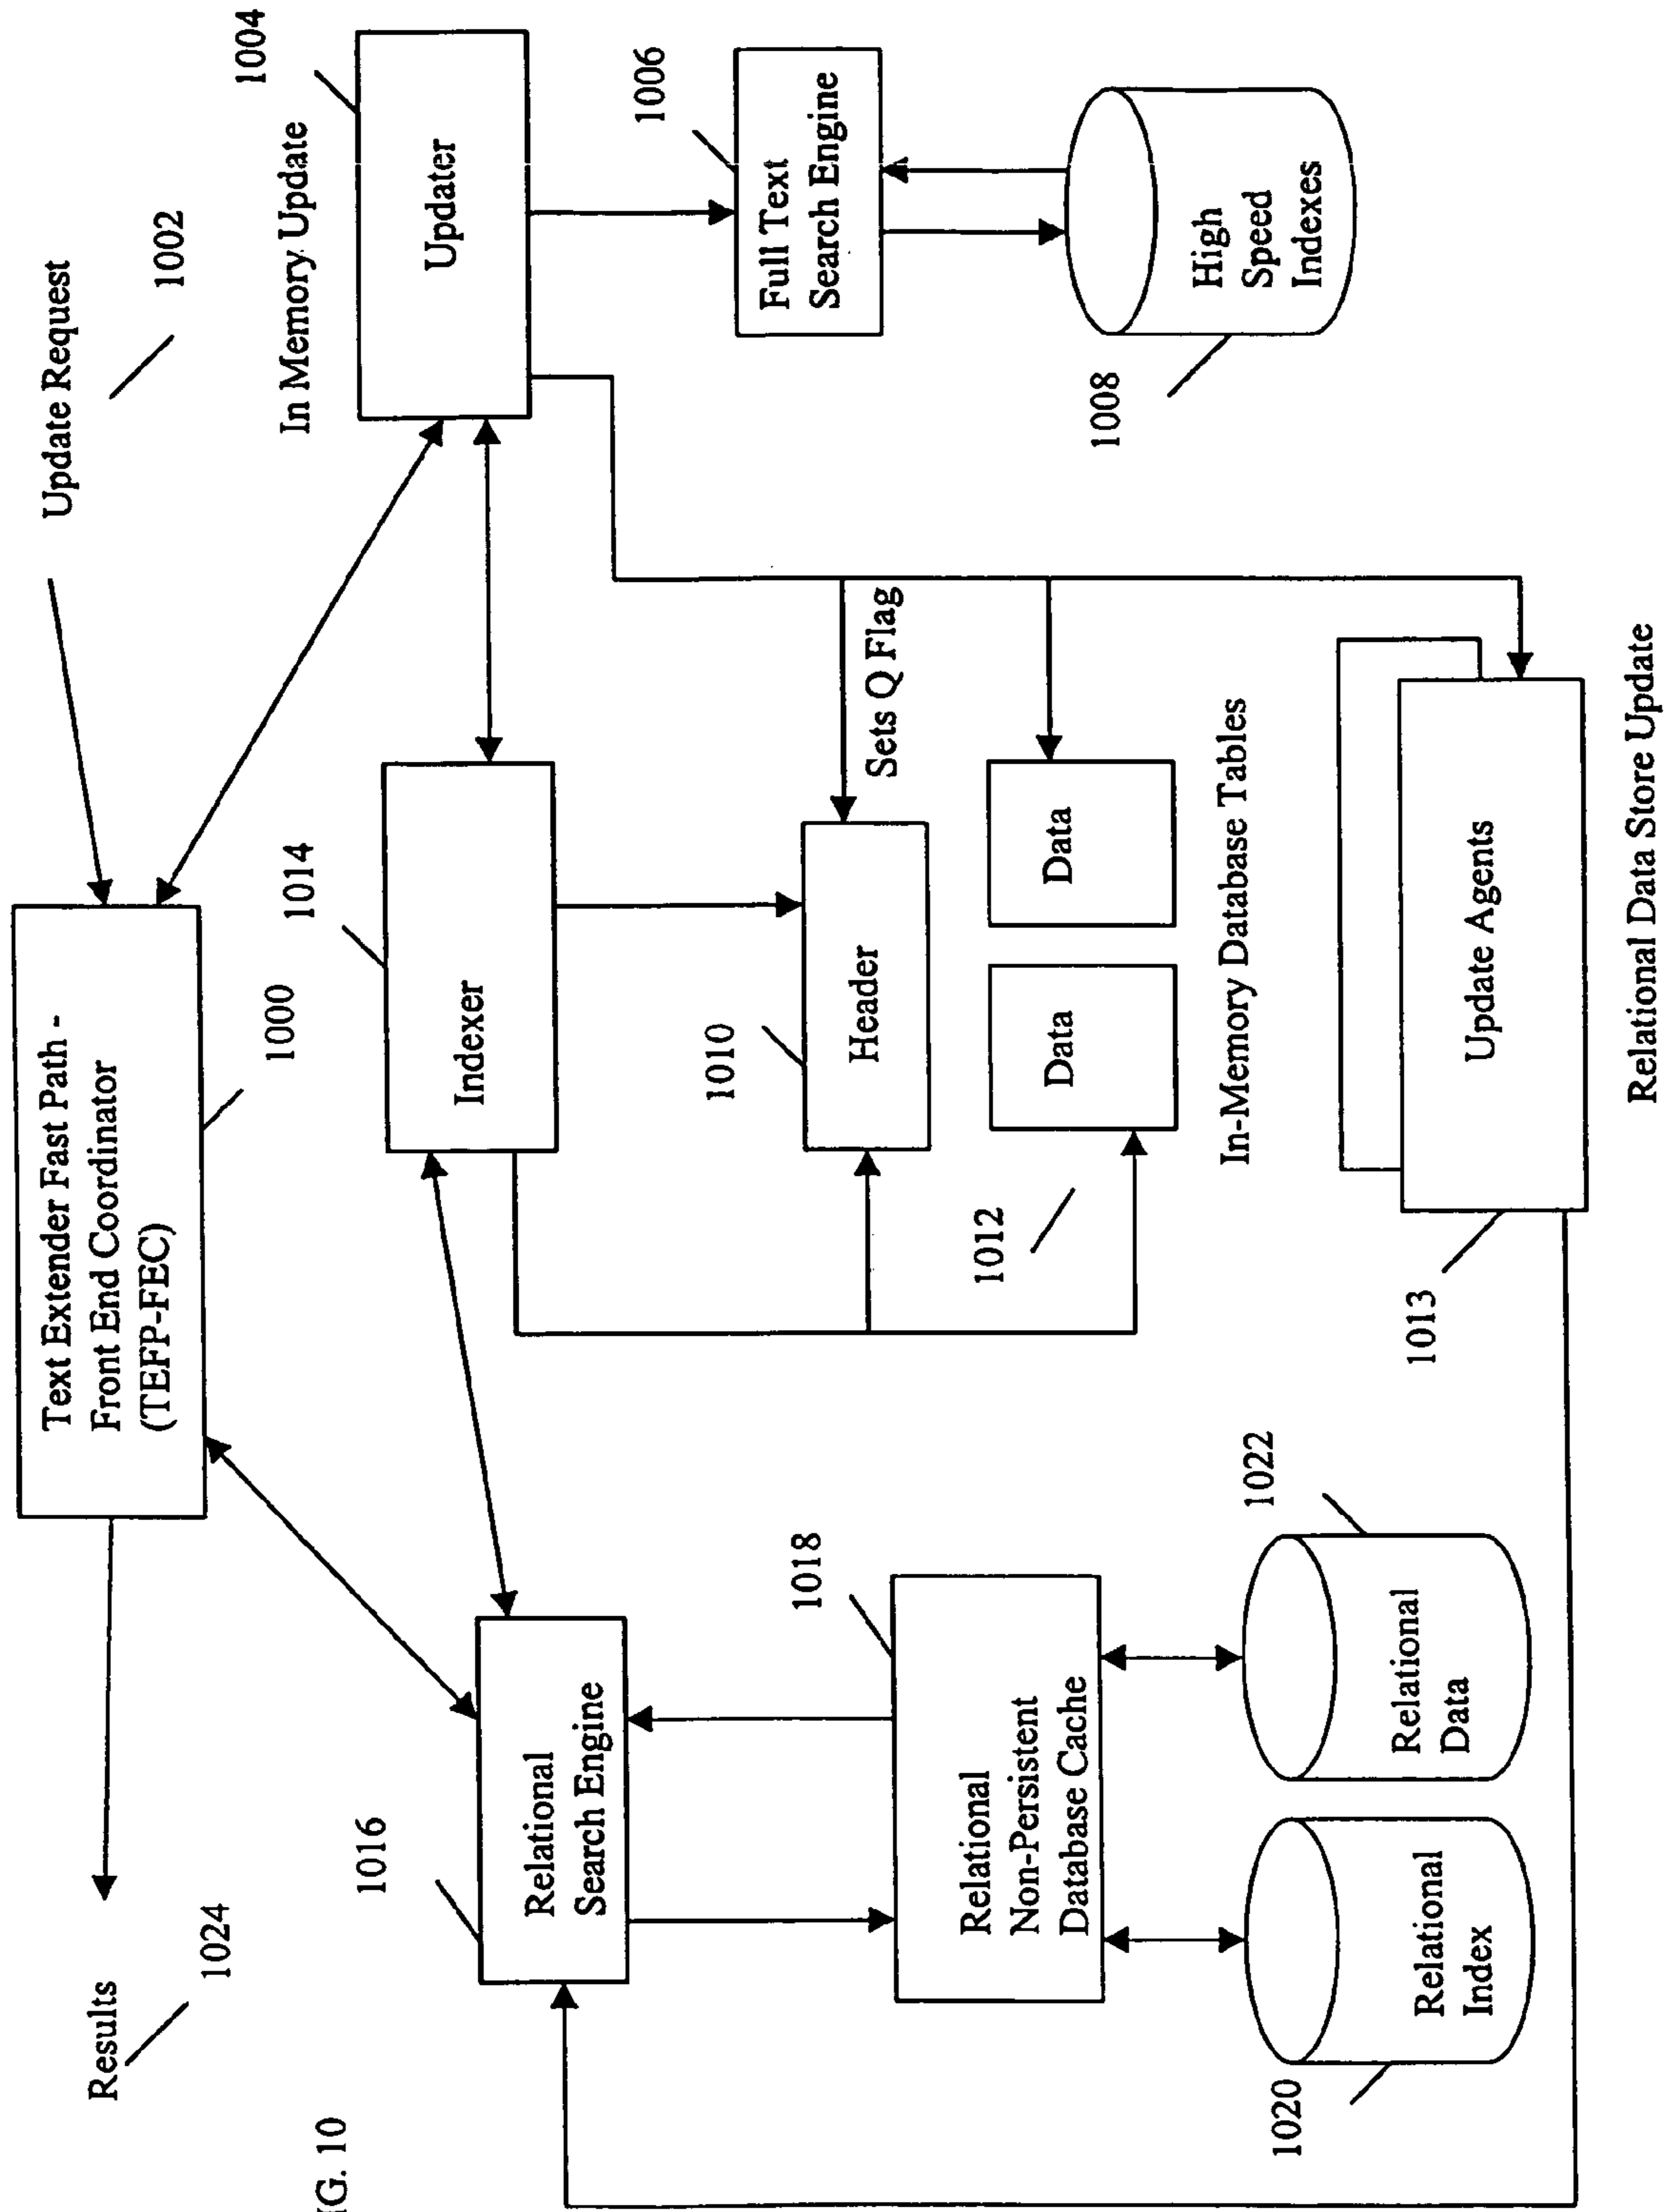 Update Request
1002
Text Extender Fast Path -
Front End Coordinator
(TEFP-FEC)
1000
Results
1024
IG. 10
In Memory Update
1004
Updater
1006
Full Text
Search Engine
1008
High
Speed
Indexes
1014
Indexer
1010
Header
Sets Q Flag
1012
Data
Data
In-Memory Database Tables
1013
Update Agents
Relational Data Store Update
1016
Relational
Search Engine
1018
Relational
Non-Persistent
Database Cache
1020
Relational
Index
1022
Relational
Data